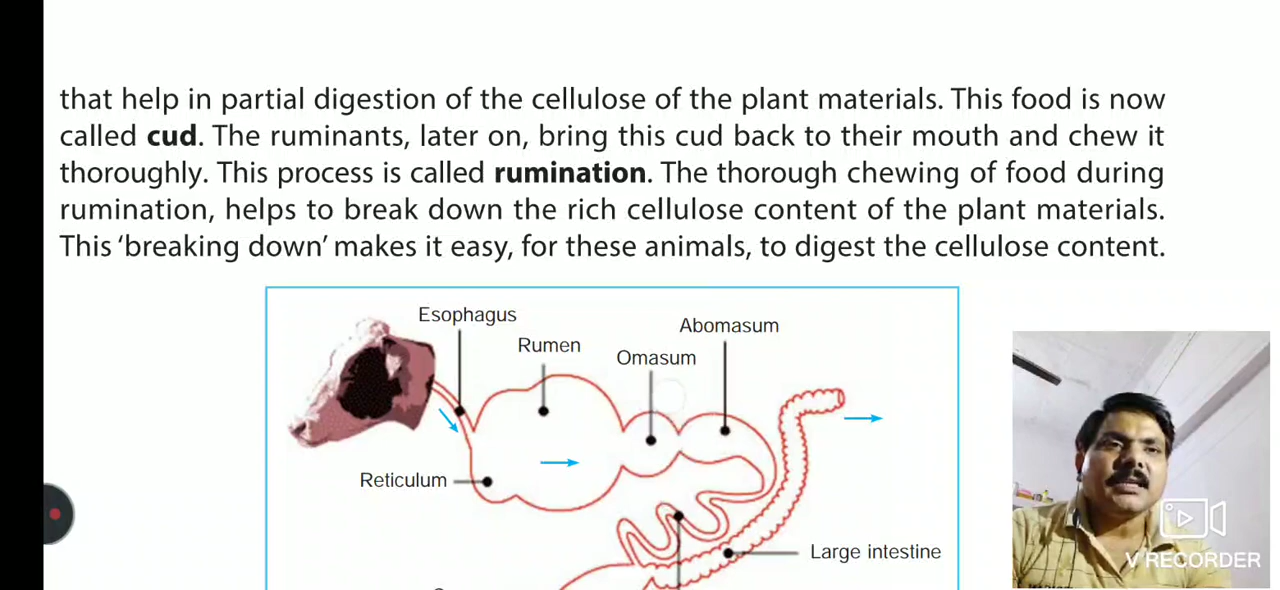 that help in partial digestion of the cellulose of the plant materials. This food is now
called cud. The ruminants, later on, bring this cud back to their mouth and chew it
thoroughly. This process is called rumination. The thorough chewing of food during
rumination, helps to break down the rich cellulose content of the plant materials.
This ‘breaking down’ makes it easy, for these animals, to digest the cellulose content.
Esophagus
Rumen
Omasum
Abomasum
Reticulum
Large intestine
V RECORDER